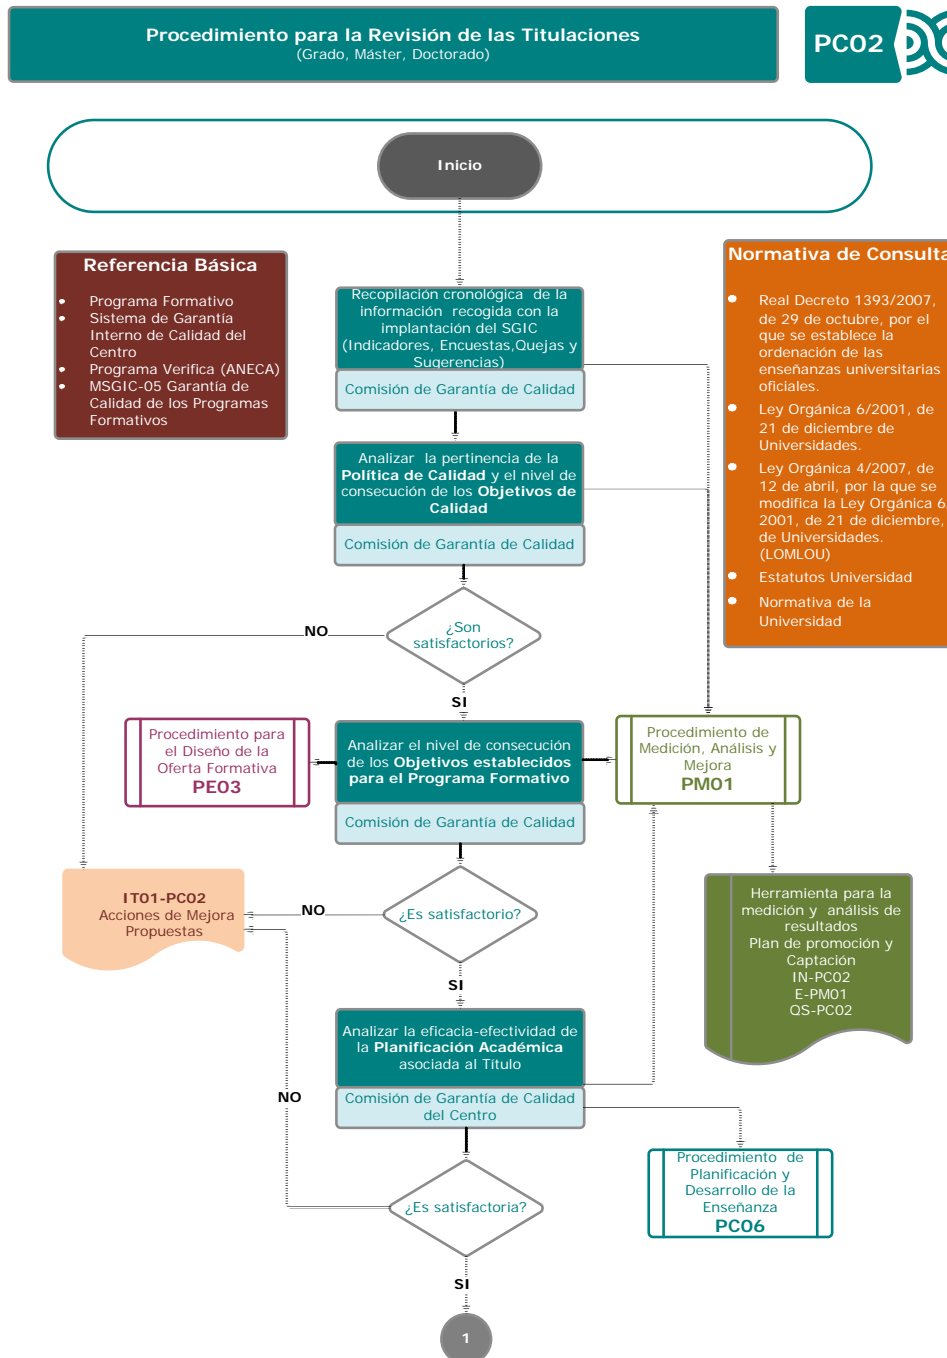 Procedimiento para la Revisión de las Titulaciones
(Grado, Máster, Doctorado)
PC02
Inicio
Referencia Básica
Programa Formativo
Sistema de Garantía
Interno de Calidad del
Centro
Programa Verifica (ANECA)
MSGIC-05 Garantía de
Calidad de los Programas
Formativos
Recopilación cronológica de la
información recogida con la
implantación del SGIC
(Indicadores, Encuestas,Quejas y
Sugerencias)
Comisión de Garantía de Calidad
Normativa de Consulta
Real Decreto 1393/2007,
de 29 de octubre, por el
que se establece la
ordenación de las
enseñanzas universitarias
oficiales.
Ley Orgánica 6/2001, de
21 de diciembre de
Universidades.
Ley Orgánica 4/2007, de
12 de abril, por la que se
modifica la Ley Orgánica 6/
2001, de 21 de diciembre,
de Universidades.
(LOMLOU)
Estatutos Universidad
Normativa de la
Universidad
Analizar la pertinencia de la
Política de Calidad y el nivel de
consecución de los Objetivos de
Calidad
Comisión de Garantía de Calidad
¿Son
satisfactorios?
NO
SI
Procedimiento para
el Diseño de la
Oferta Formativa
PE03
Analizar el nivel de consecución
de los Objetivos establecidos
para el Programa Formativo
Comisión de Garantía de Calidad
Procedimiento de
Medición, Análisis y
Mejora
PM01
IT01-PC02
Acciones de Mejora
Propuestas
NO
¿Es satisfactorio?
SI
Herramienta para la
medición y análisis de
resultados
Plan de promoción y
Captación
IN-PC02
E-PM01
QS-PC02
Analizar la eficacia-efectividad de
la Planificación Académica
asociada al Título
Comisión de Garantía de Calidad
del Centro
NO
¿Es satisfactoria?
SI
Procedimiento de
Planificación y
Desarrollo de la
Enseñanza
PC06
1